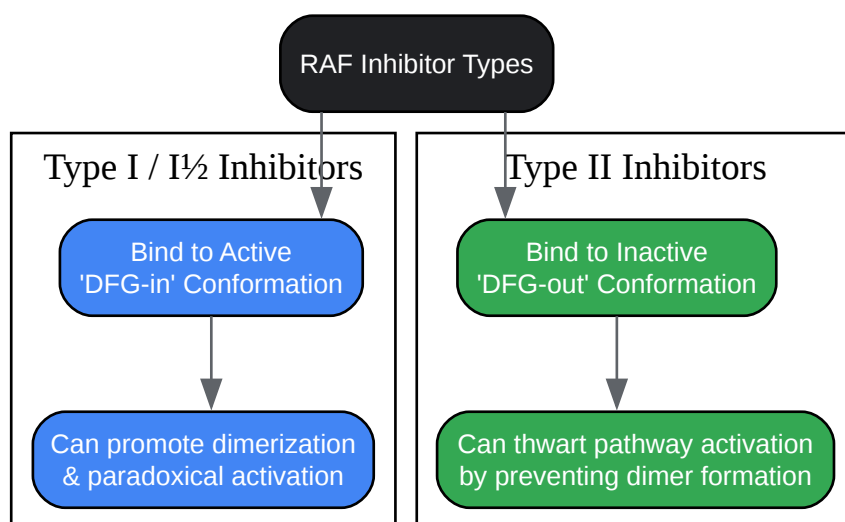 RAF Inhibitor Types
Type I / I½ Inhibitors
Bind to Active
'DFG-in' Conformation
Can promote dimerization
& paradoxical activation
Type II Inhibitors
Bind to Inactive
'DFG-out' Conformation
Can thwart pathway activation
by preventing dimer formation